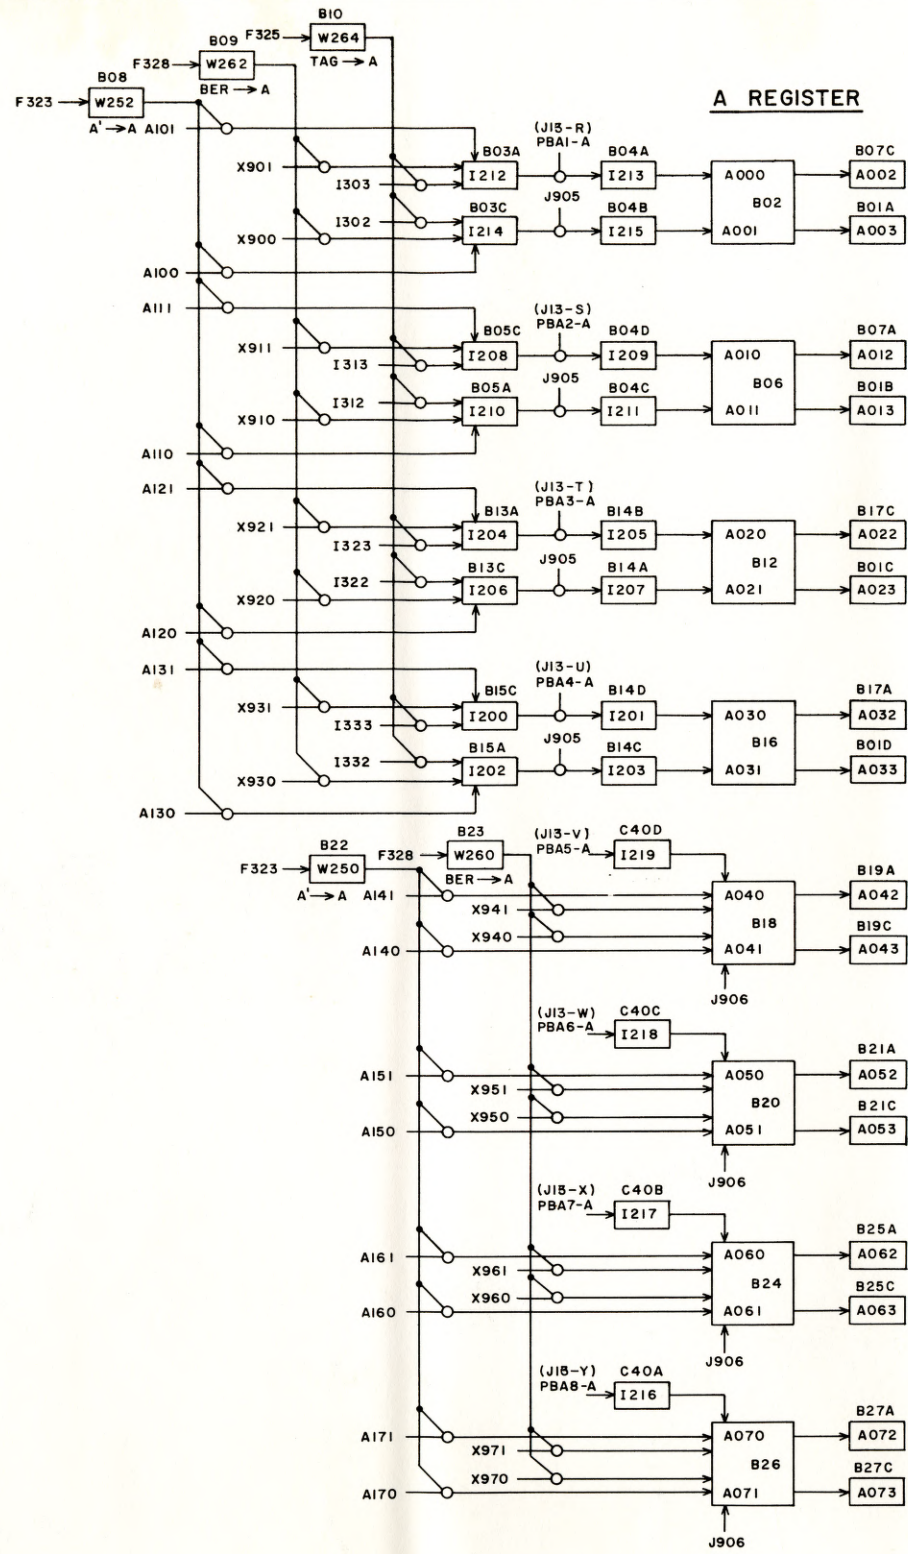 B10
F325 W264
TAG → A
B09
F328 W262
BER → A
B08
F323 W252
A' → A
A REGISTER
A101
X901
I303
B03A
I212
(J13-R)
PBA1-A
B04A
I213
A000
B02
A001
B07C
A002
I302
X900
A100
B03C
I214
J905
B04B
I215
B01A
A003
A111
X911
I313
B05C
I208
(J13-S)
PBA2-A
B04D
I209
A010
B06
A011
B07A
A012
I312
X910
A110
B05A
I210
J905
B04C
I211
B01B
A013
A121
X921
I323
B13A
I204
(J13-T)
PBA3-A
B14B
I205
A020
B12
A021
B17C
A022
I322
X920
A120
B13C
I206
J905
B14A
I207
B01C
A023
A131
X931
I333
B15C
I200
(J13-U)
PBA4-A
B14D
I201
A030
B16
A031
B17A
A032
I332
X930
A130
B15A
I202
J905
B14C
I203
B01D
A033
B22
F323 W250
A' → A
B23
F328 W260
BER → A
(J13-V)
PBA5-A
C40D
I219
A141
X941
X940
A140
A040
B18
A041
J906
B19A
A042
B19C
A043
(J13-W)
PBA6-A
C40C
I218
A151
X951
X950
A150
A050
B20
A051
J906
B21A
A052
B21C
A053
(J13-X)
PBA7-A
C40B
I217
A161
X961
X960
A160
A060
B24
A061
J906
B25A
A062
B25C
A063
(J13-Y)
PBA8-A
C40A
I216
A171
X971
X970
A170
A070
B26
A071
J906
B27A
A072
B27C
A073